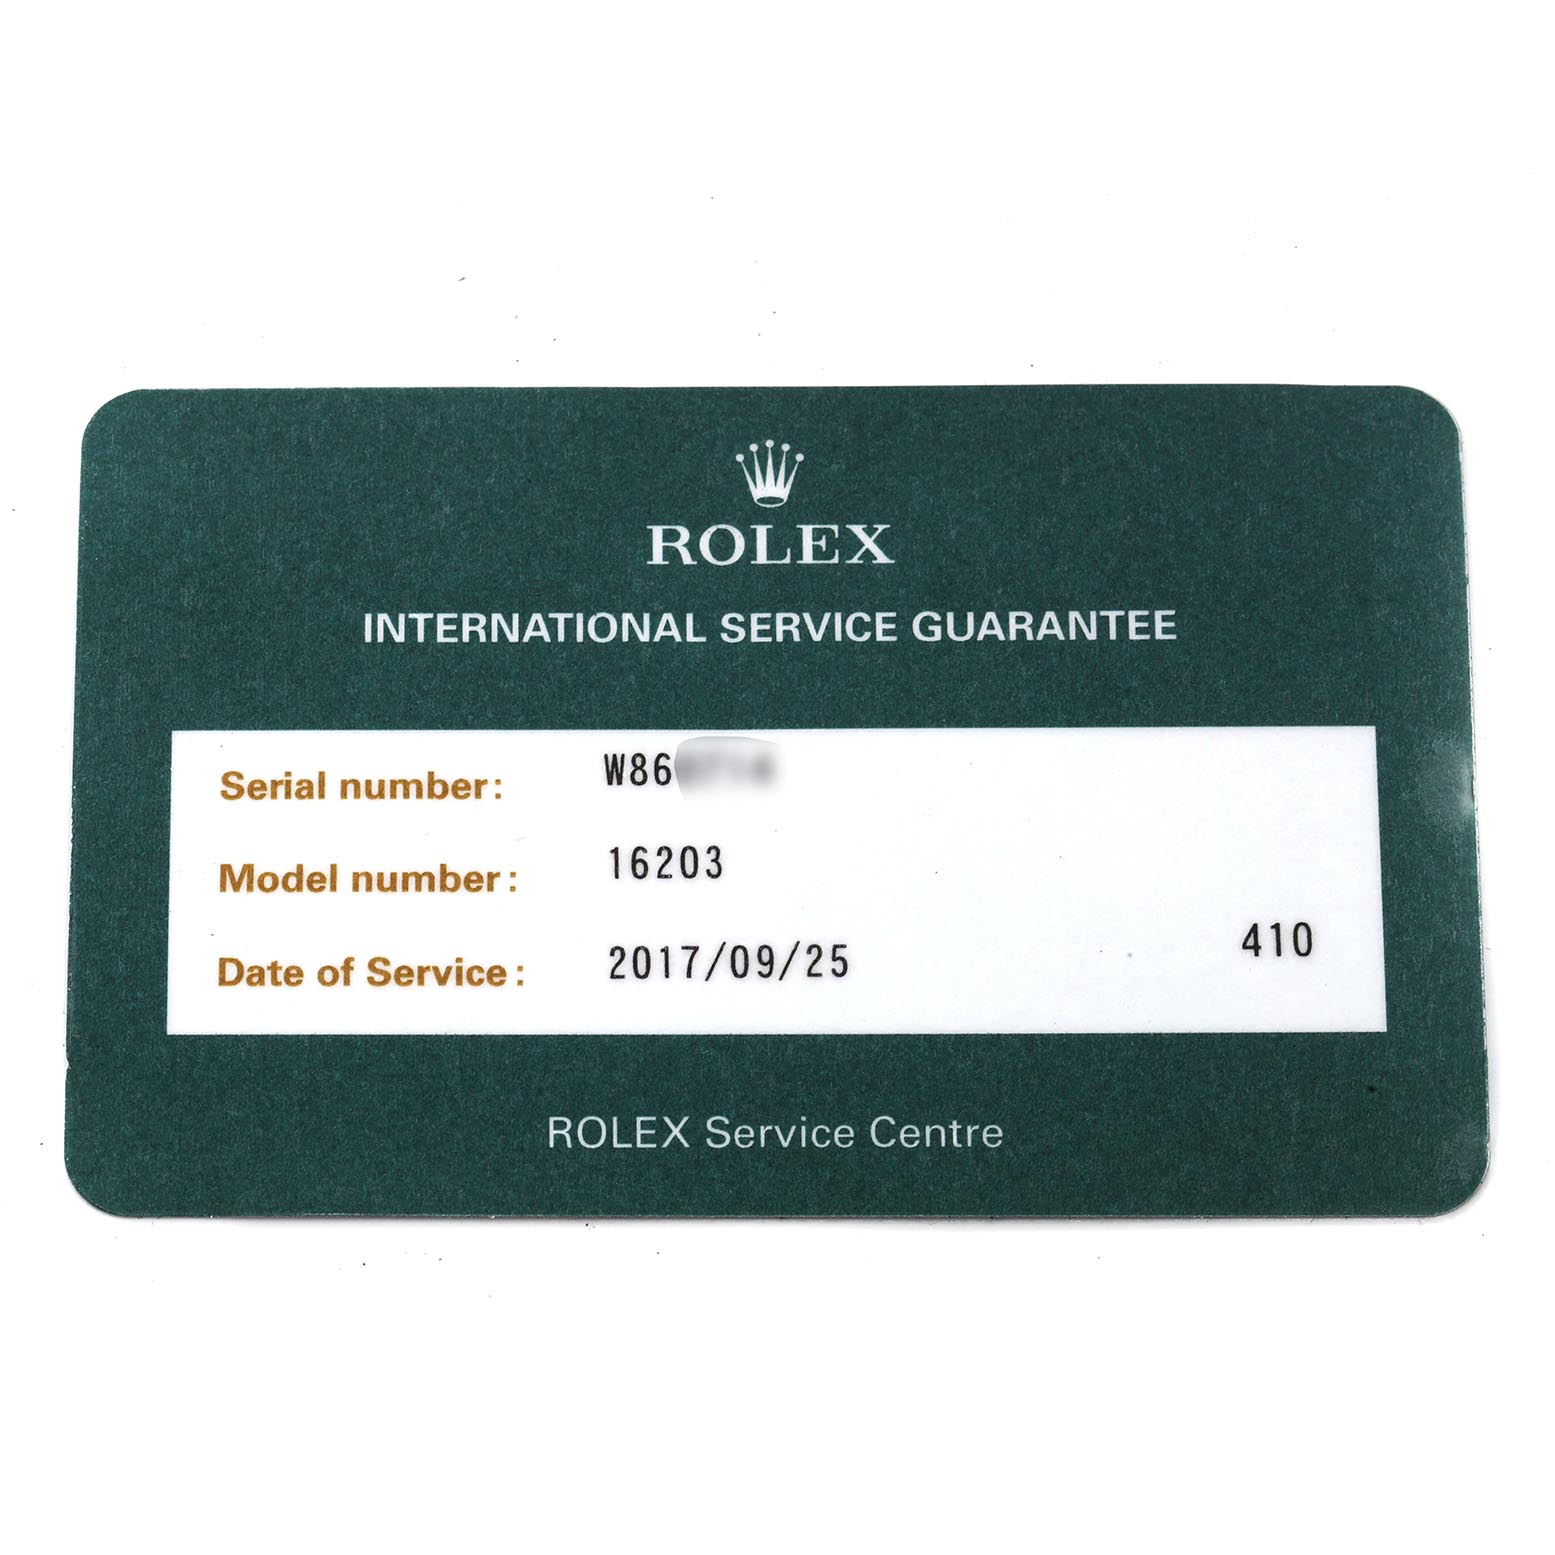 ROLEX
INTERNATIONAL SERVICE GUARANTEE
Serial number: W86
Model number: 16203
Date of Service: 2017/09/25 410
ROLEX Service Centre